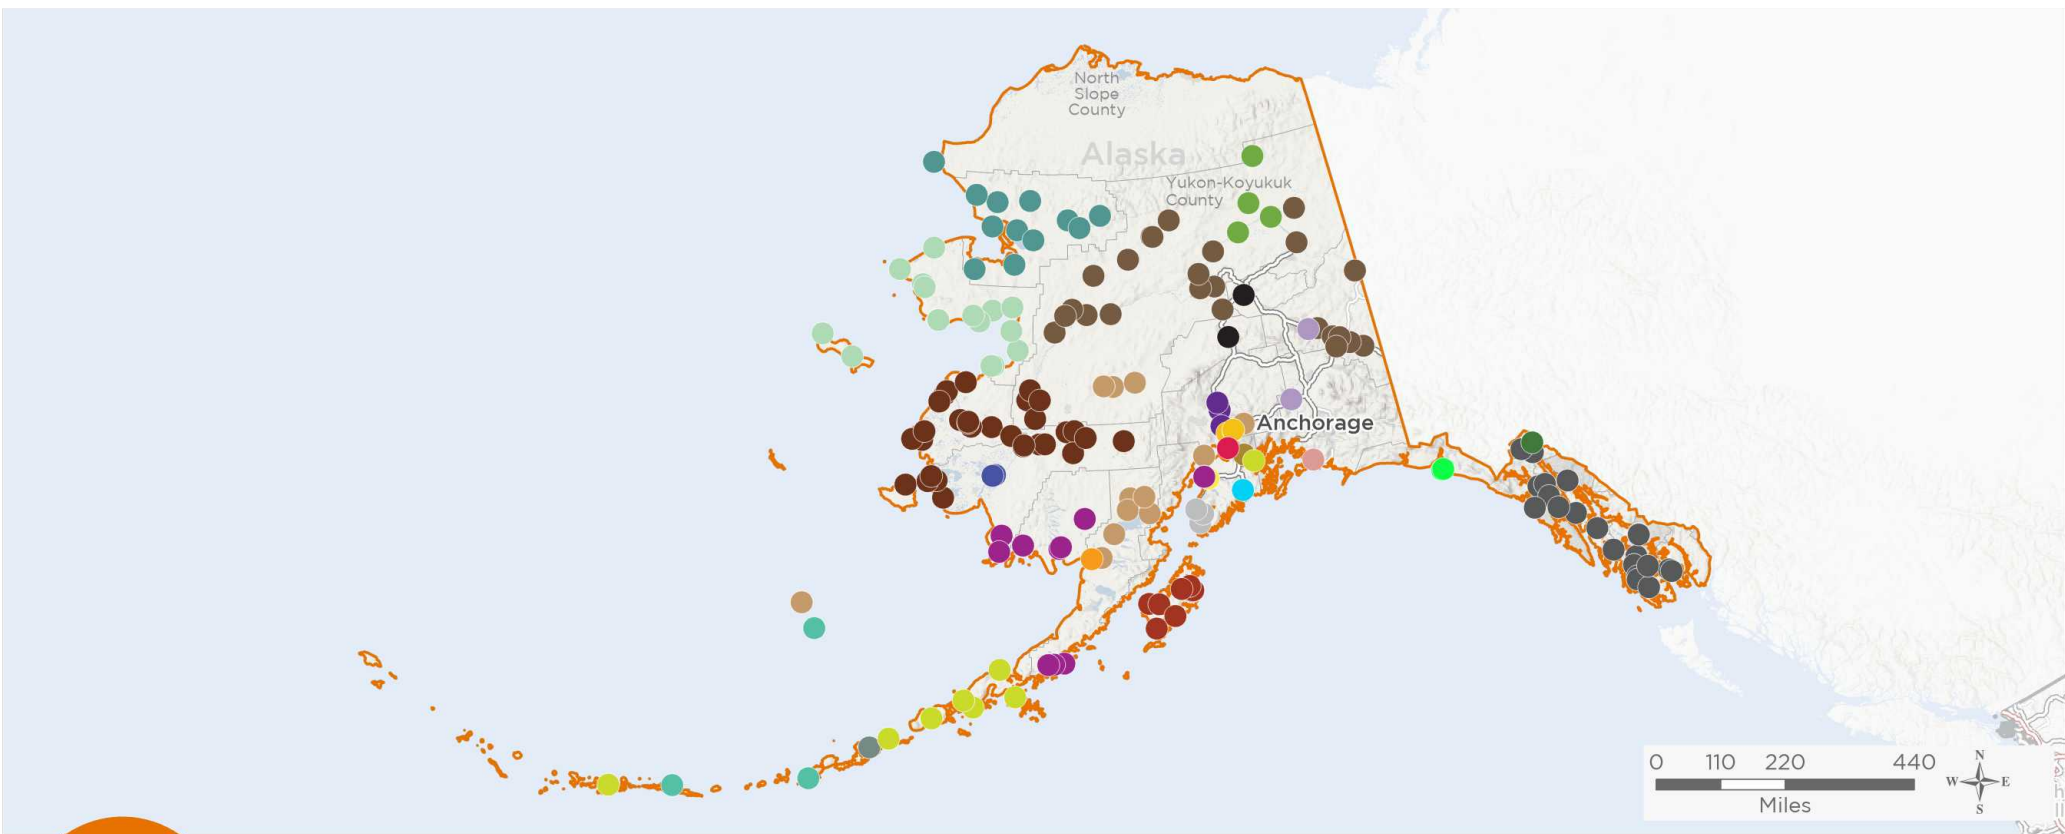 North
Slope
County
Alaska
Yukon-Koyukuk
County
Anchorage
0 110 220 440
Miles
N
W E
S